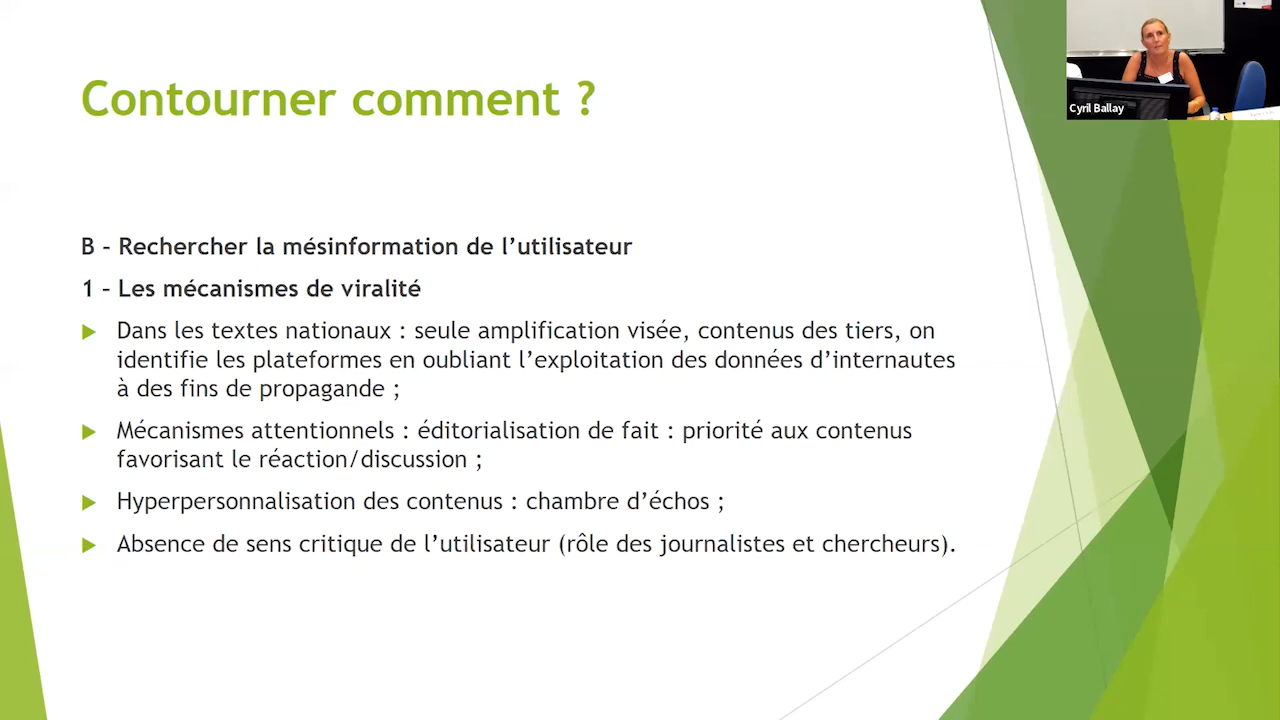 Contourner comment ?
Cyril Ballay
B – Rechercher la mésinformation de l’utilisateur
1 – Les mécanismes de viralité
Dans les textes nationaux : seule amplification visée, contenus des tiers, on
identifie les plateformes en oubliant l’exploitation des données d’internautes
à des fins de propagande ;
Mécanismes attentionnels : éditorialisation de fait : priorité aux contenus
favorisant le réaction/discussion ;
Hyperpersonnalisation des contenus : chambre d’échos ;
Absence de sens critique de l’utilisateur (rôle des journalistes et chercheurs).